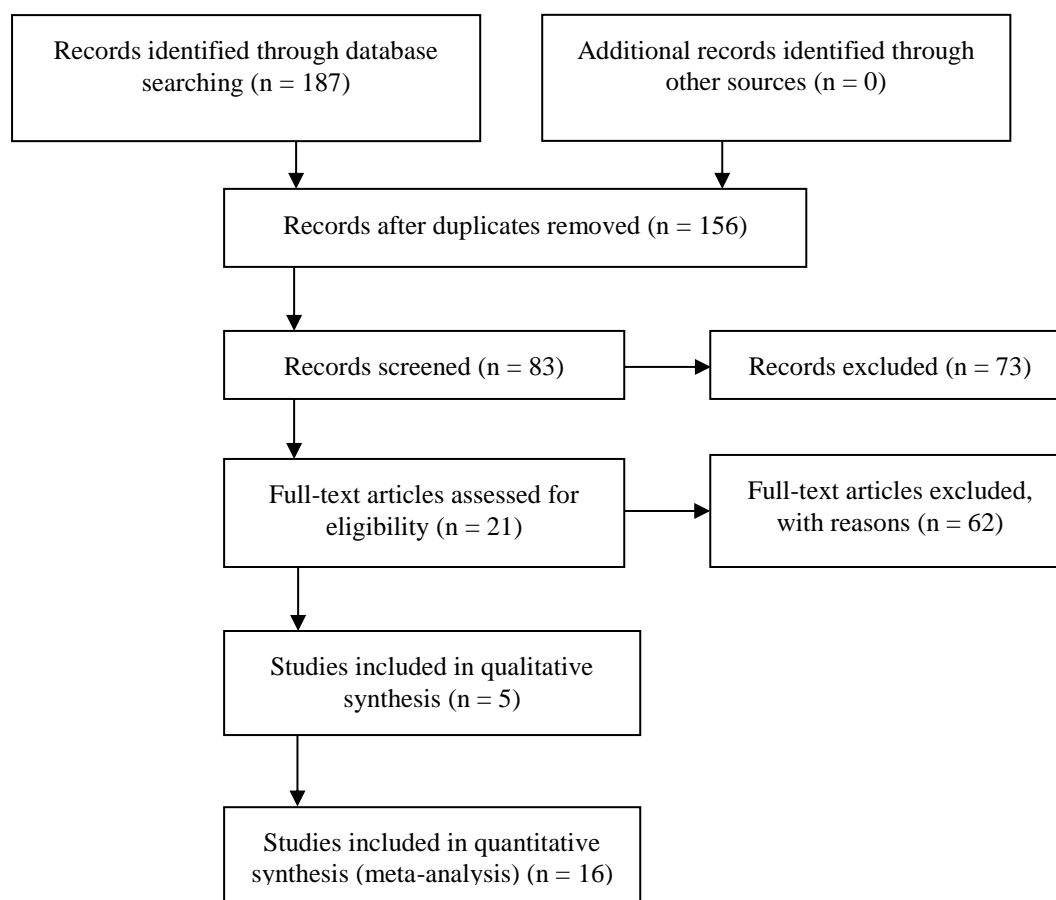 Records identified through database
searching (n = 187)
Additional records identified through
other sources (n = 0)
Records after duplicates removed (n = 156)
Records screened (n = 83)
Records excluded (n = 73)
Full-text articles assessed for
eligibility (n = 21)
Full-text articles excluded,
with reasons (n = 62)
Studies included in qualitative
synthesis (n = 5)
Studies included in quantitative
synthesis (meta-analysis) (n = 16)